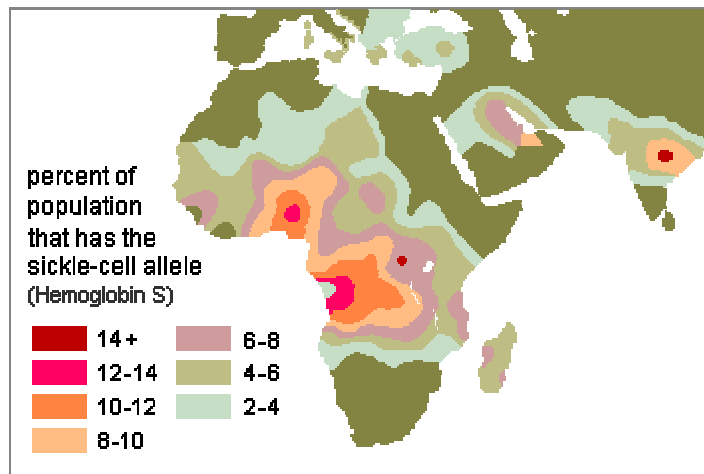 percent of
population
that has the
sickle-cell allele
(Hemoglobin S)
14+
12-14
10-12
8-10
6-8
4-6
2-4